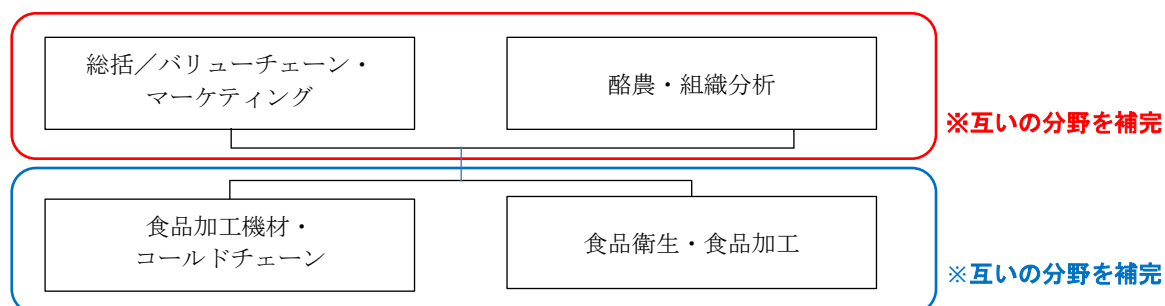 総括／バリューチェーン・
マーケティング
酪農・組織分析
※互いの分野を補完
食品加工機材・
コールドチェーン
食品衛生・食品加工
※互いの分野を補完